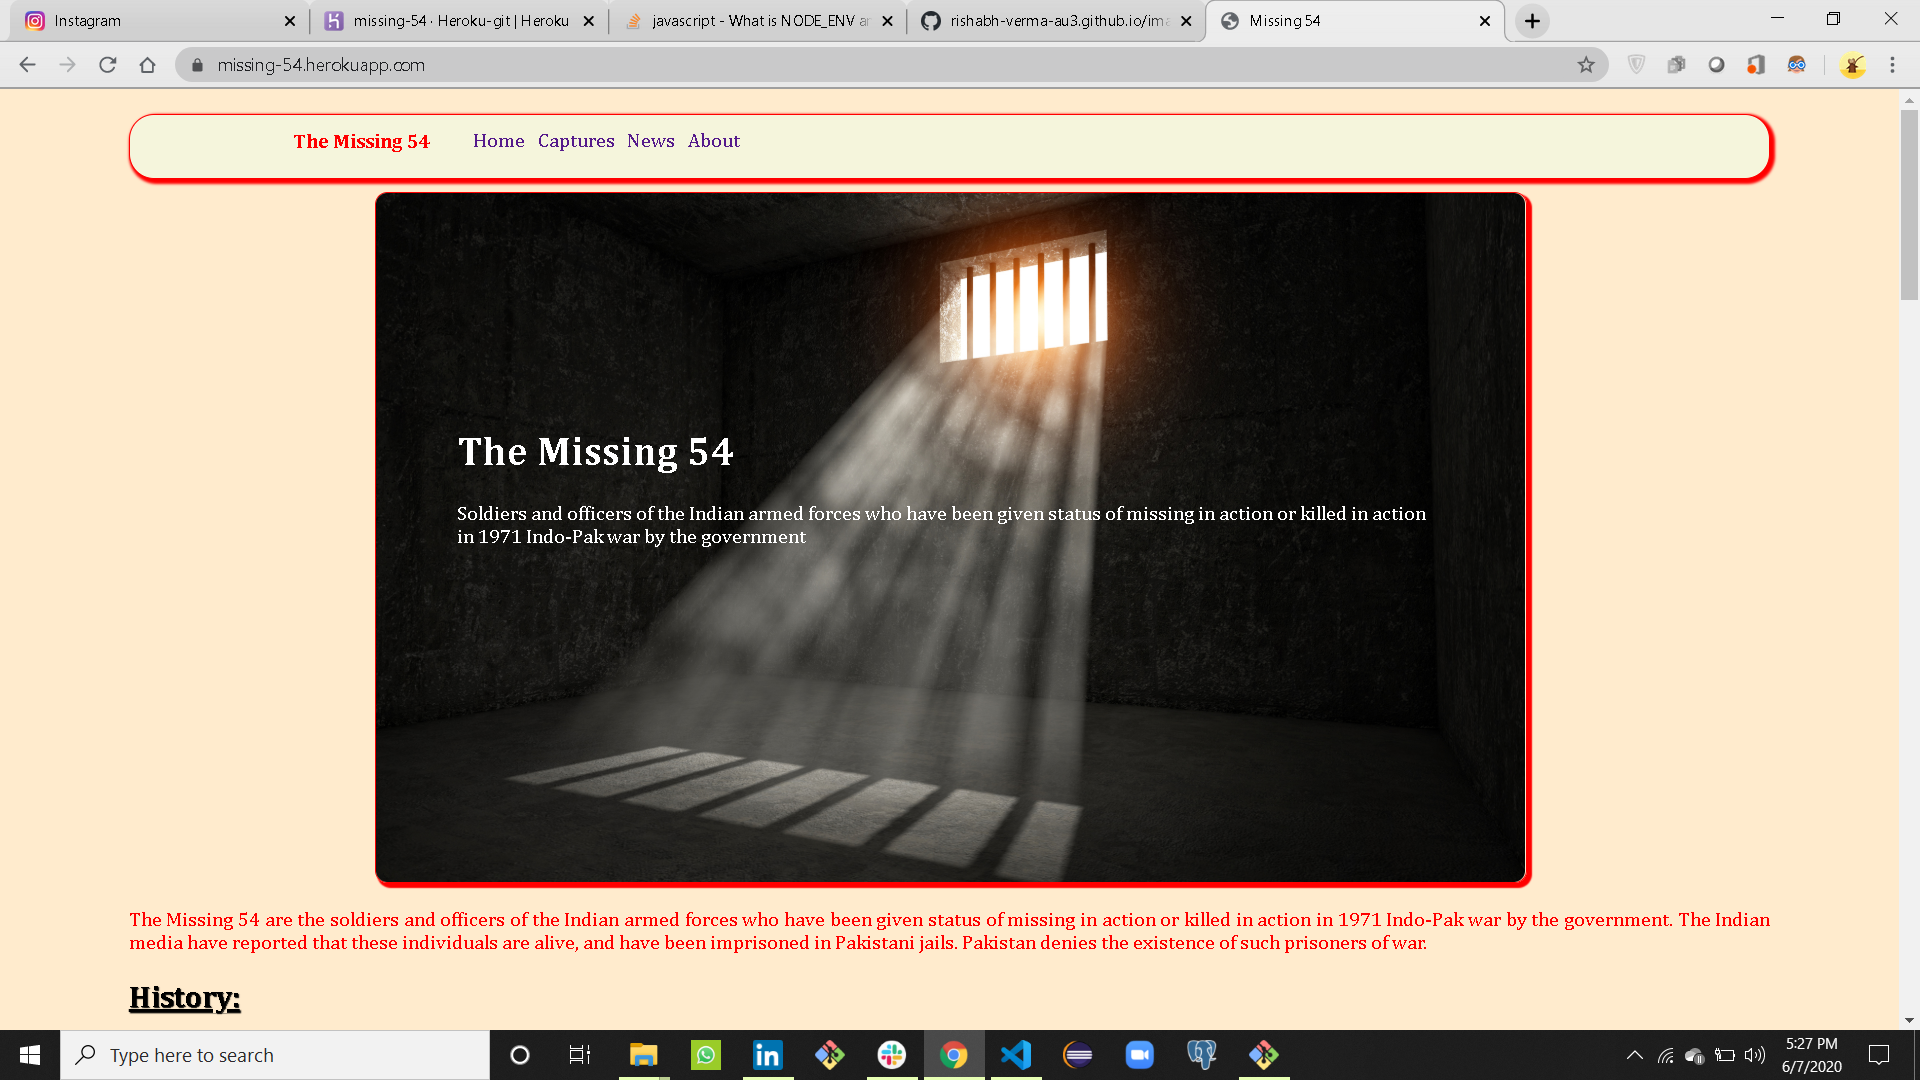 Instagram
missing-54 · Heroku-git | Heroku
javascript - What is NODE_ENV an
rishabh-verma-au3.github.io/ima
Missing 54
missing-54.herokuapp.com
The Missing 54 Home Captures News About
The Missing 54
Soldiers and officers of the Indian armed forces who have been given status of missing in action or killed in action
in 1971 Indo-Pak war by the government
The Missing 54 are the soldiers and officers of the Indian armed forces who have been given status of missing in action or killed in action in 1971 Indo-Pak war by the government. The Indian
media have reported that these individuals are alive, and have been imprisoned in Pakistani jails. Pakistan denies the existence of such prisoners of war.
History:
Type here to search
5:27 PM
6/7/2020